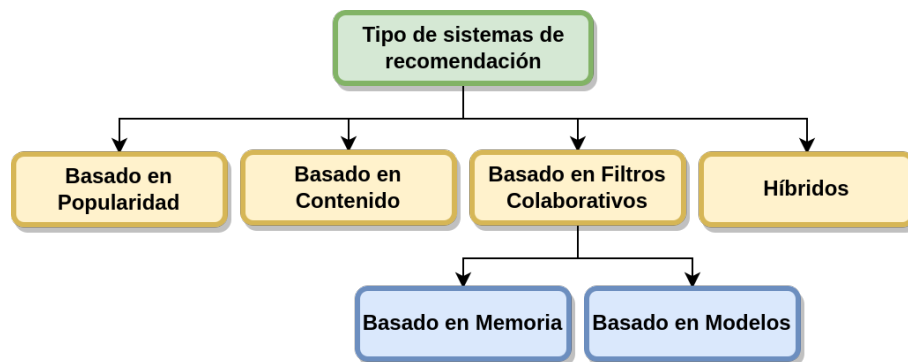 Tipo de sistemas de
recomendación
Basado en
Popularidad
Basado en
Contenido
Basado en Filtros
Colaborativos
Híbridos
Basado en Memoria
Basado en Modelos